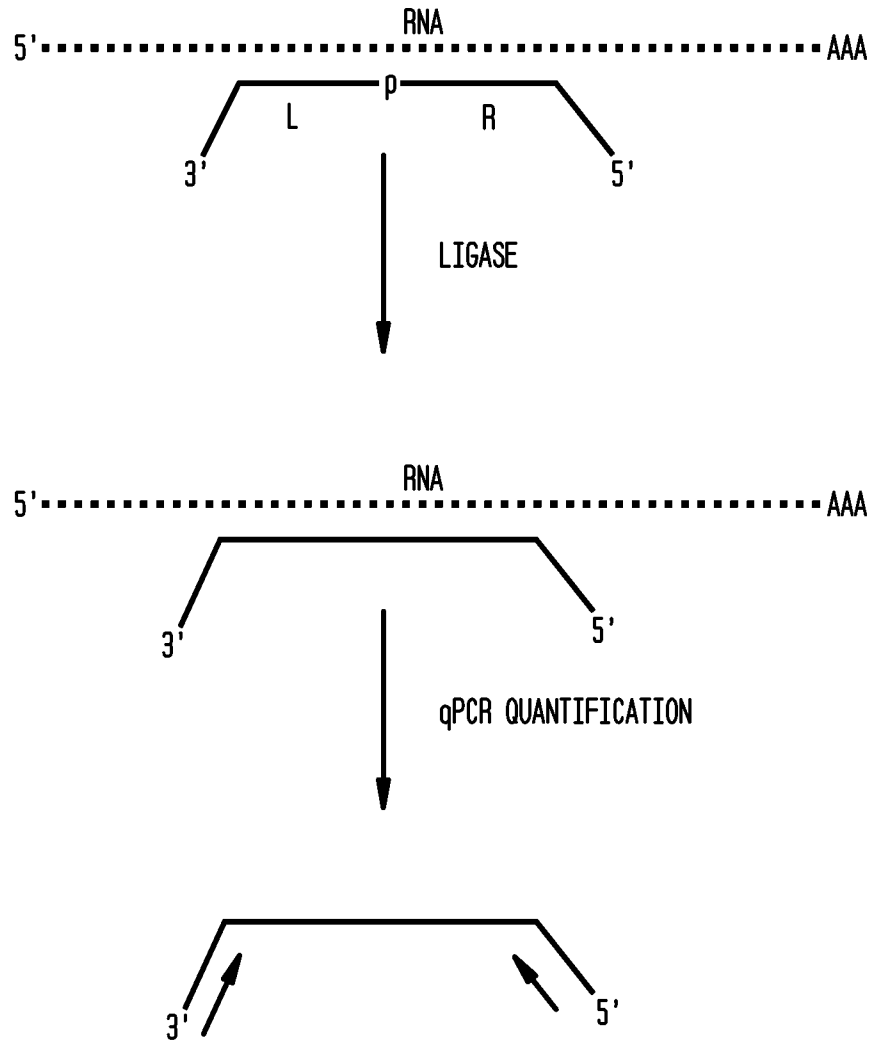 RNA
5' AAA
p
L R
3' 5'
LIGASE
RNA
5' AAA
3' 5'
qPCR QUANTIFICATION
3' 5'